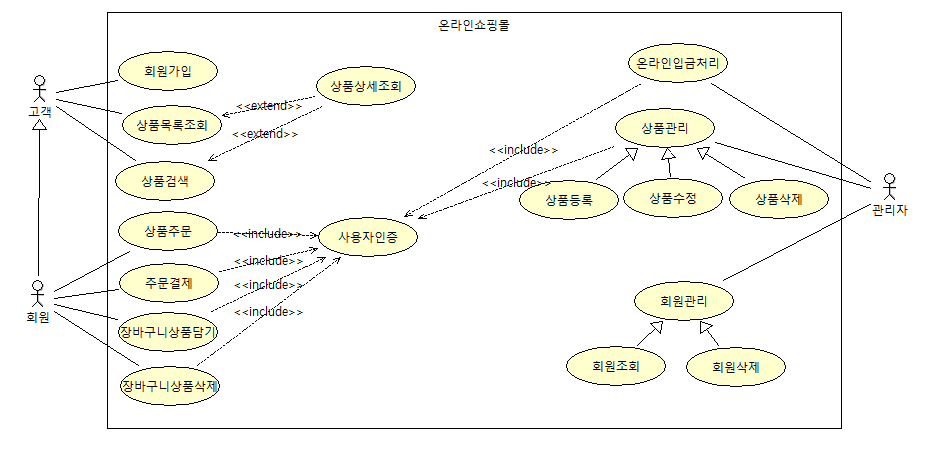 온라인쇼핑몰
회원가입
온라인입금처리
상품상세조회
고객
<<extend>>
상품목록조회
상품관리
<<extend>>
<<include>>
상품검색
<<include>>
상품등록
상품수정
상품삭제
관리자
상품주문
<<include>>
사용자인증
<<include>>
주문결제
<<include>>
회원
회원관리
<<include>>
장바구니상품담기
회원조회
회원삭제
장바구니상품삭제